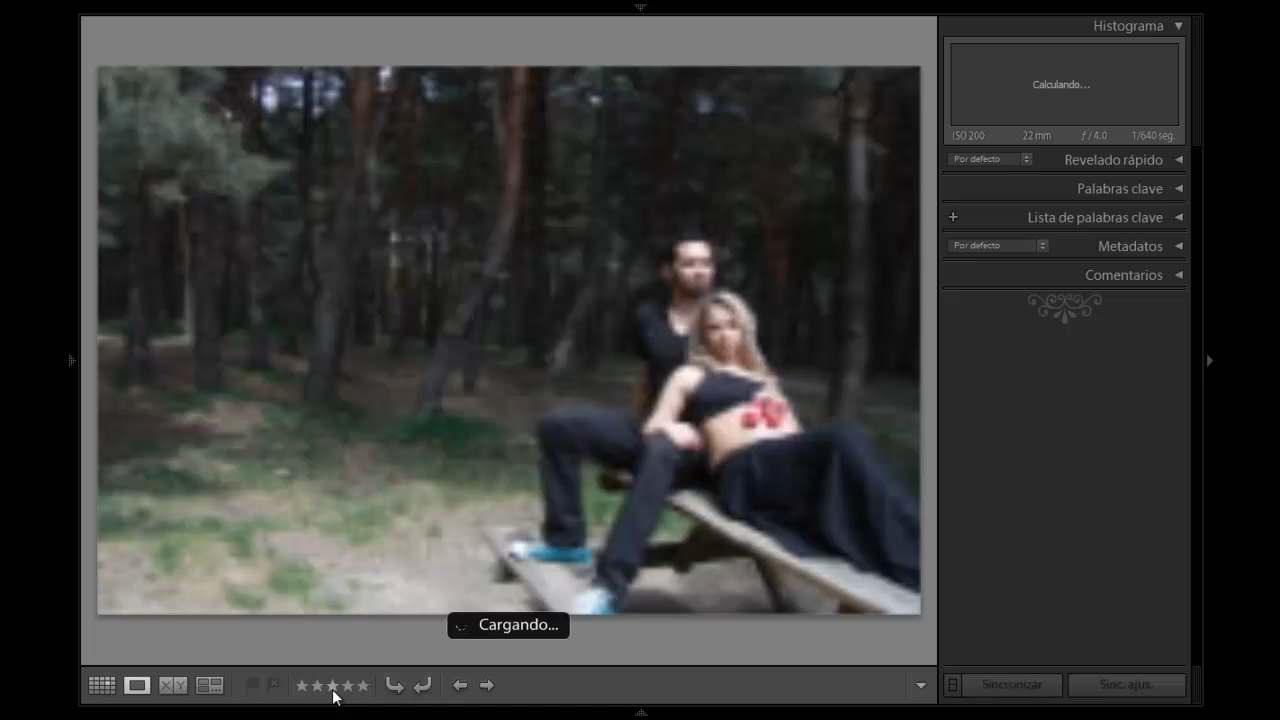 Histograma
Calculando...
ISO 200 22 mm ƒ / 4.0 1/640 seg.
Por defecto Revelado rápido
Palabras clave
+ Lista de palabras clave
Por defecto Metadatos
Comentarios
Cargando...
X Y
Sincronizar Sinc. ajus.